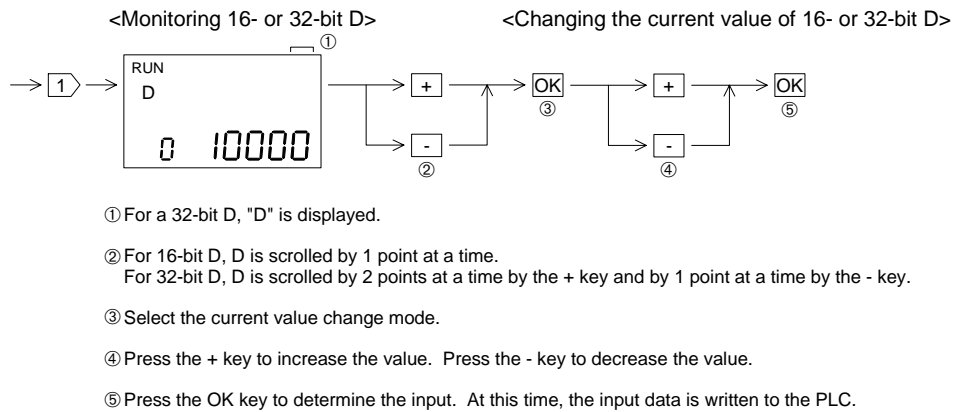 <Monitoring 16- or 32-bit D> <Changing the current value of 16- or 32-bit D>
①
1 RUN
D
0 10000
+ OK + OK
③ ⑤
- -
② ④
① For a 32-bit D, "D" is displayed.
② For 16-bit D, D is scrolled by 1 point at a time.
For 32-bit D, D is scrolled by 2 points at a time by the + key and by 1 point at a time by the - key.
③ Select the current value change mode.
④ Press the + key to increase the value. Press the - key to decrease the value.
⑤ Press the OK key to determine the input. At this time, the input data is written to the PLC.